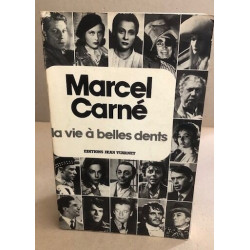 Marcel
Carné
la vie à belles dents
EDITIONS JEAN VUARNET